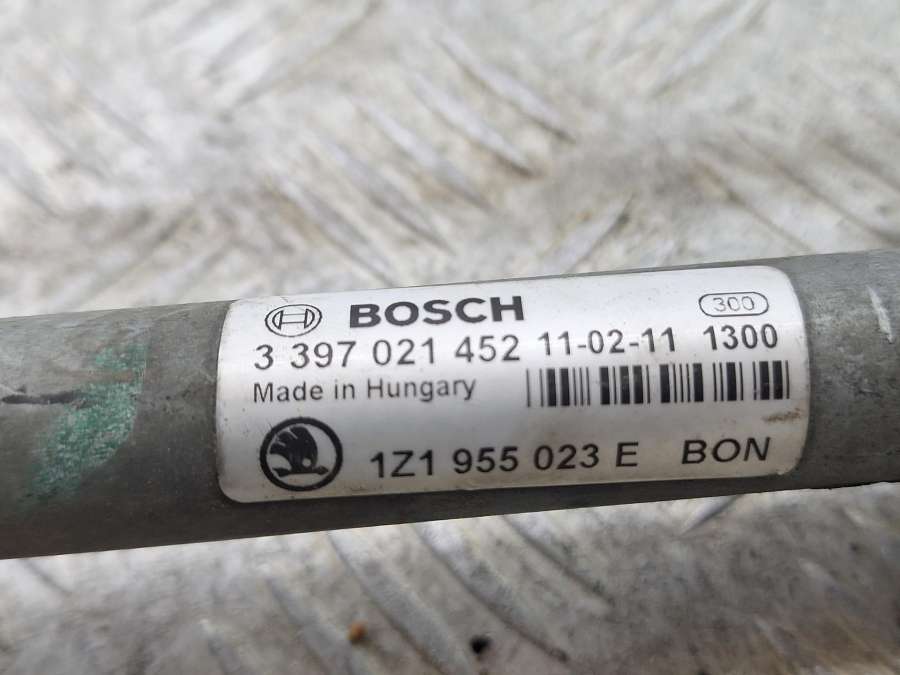 BOSCH 300
3 397 021 452 11-02-11 1300
Made in Hungary
1Z1 955 023 E BON